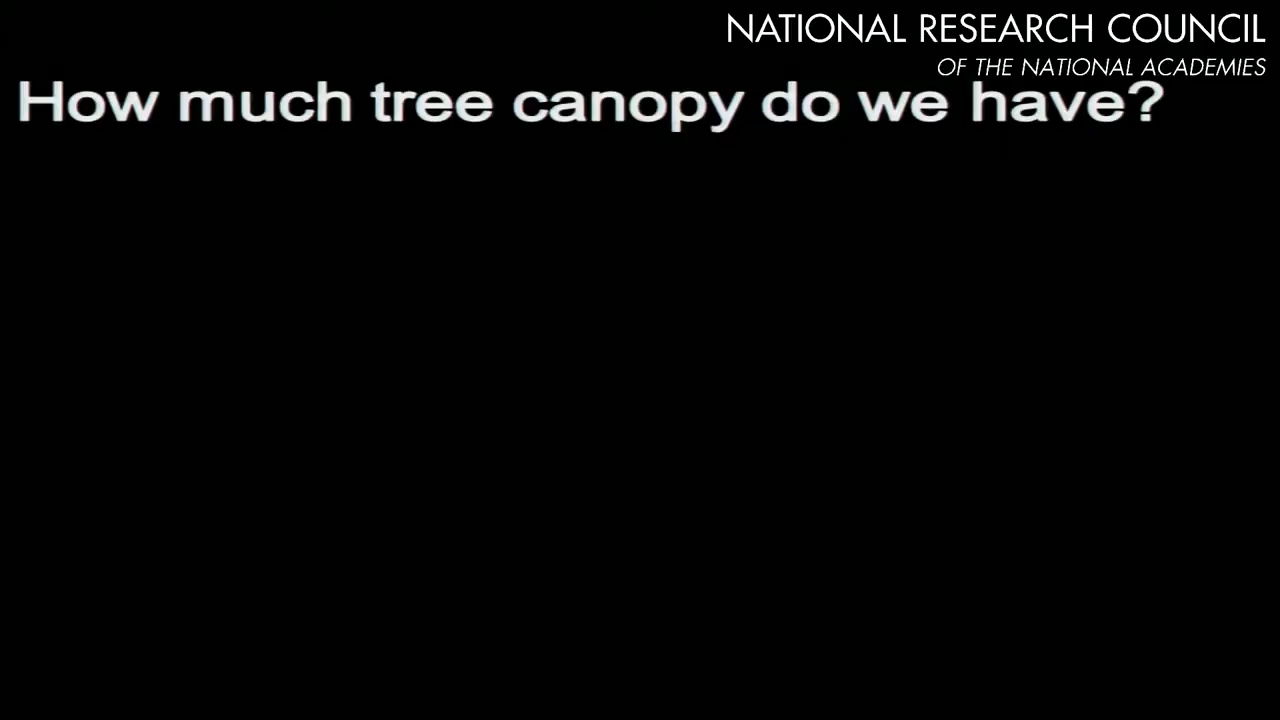 NATIONAL RESEARCH COUNCIL
OF THE NATIONAL ACADEMIES
How much tree canopy do we have?